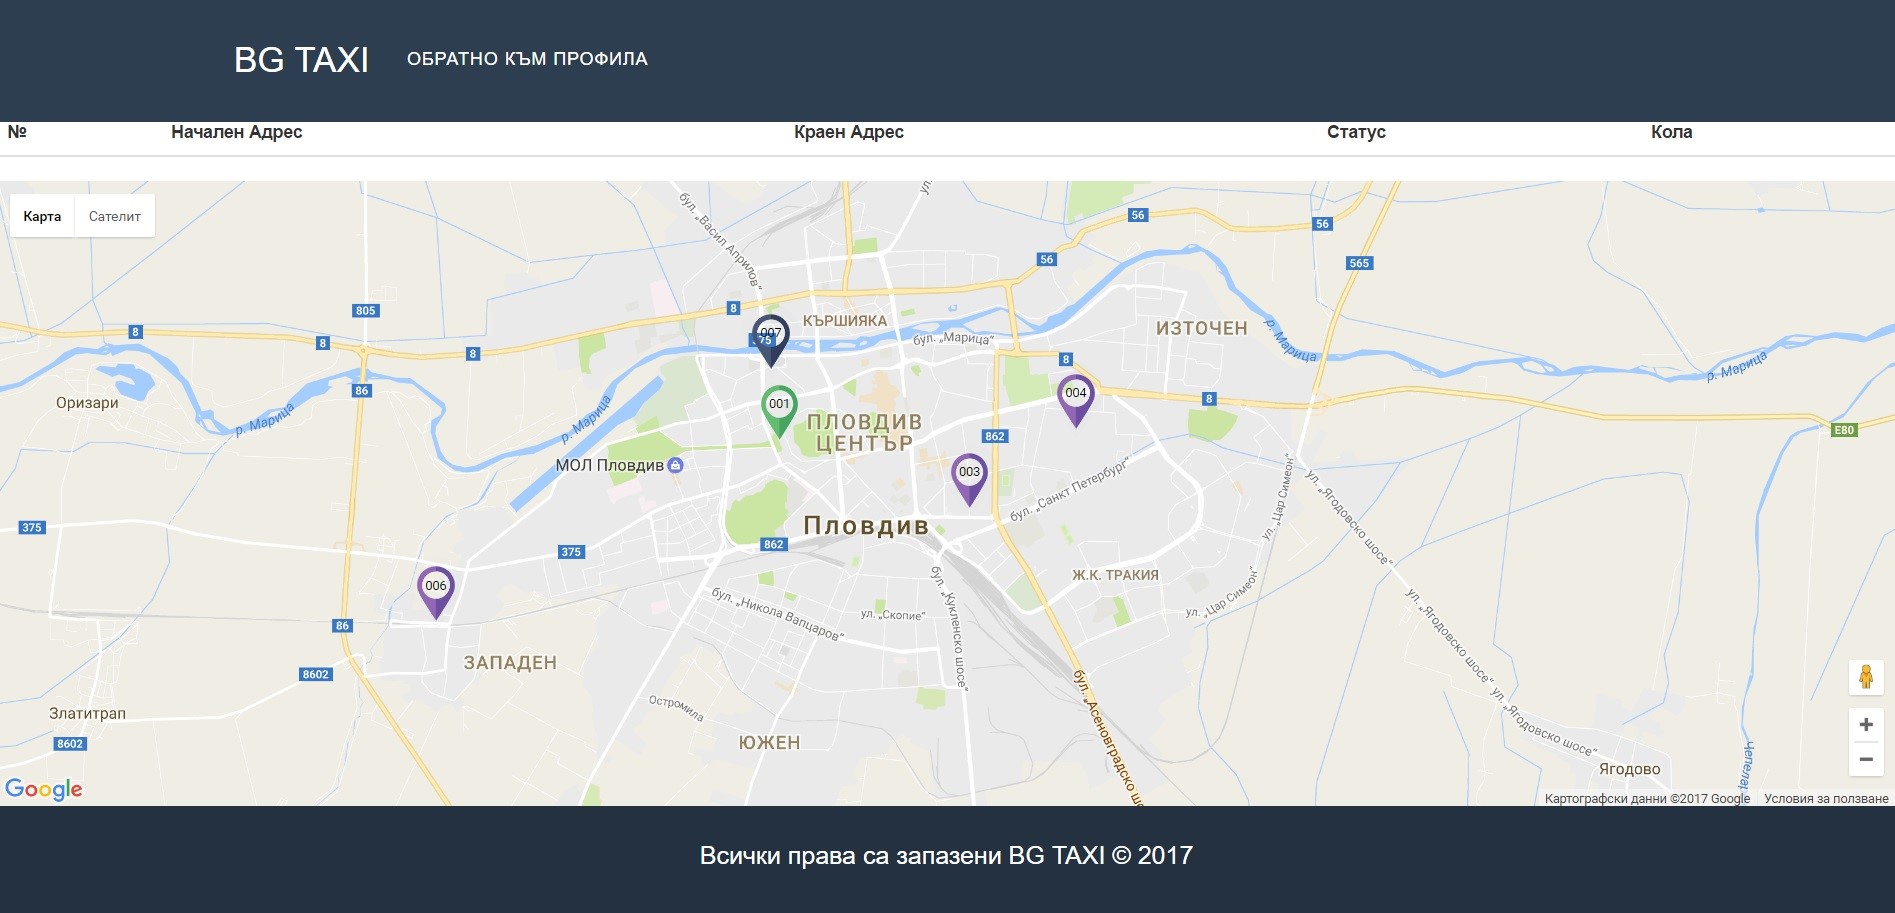 BG TAXI ОБРАТНО КЪМ ПРОФИЛА
№ Начален Адрес Краен Адрес Статус Кола
Карта Сателит
бул. „Васил Априлов“
ул.
56
56
56
565
805
8
007
375
КЪРШИЯКА
бул. „Марица“
ИЗТОЧЕН
р. Марица
8
8
8
8
86
004
8
р. Марица
Оризари
р. Марица
р. Марица
001
ПЛОВДИВ
ЦЕНТЪР
862
E80
МОЛ Пловдив
003
бул. „Санкт Петербург“
ул. „Цар Симеон“
ул. „Ягодовско шосе“
375
Пловдив
862
375
006
Ж.К. ТРАКИЯ
ул. „Цар Симеон“
бул. „Никола Вапцаров“
ул. „Скопие“
бул. „Кукленско шосе“
ул. „Ягодовско шосе“
86
ЗАПАДЕН
8602
Остромила
бул. „Асеновградско шо
ул. „Ягодовско шосе“
Златитрап
8602
ЮЖЕН
Ягодово
Чепелар
Google
Картографски данни ©2017 Google Условия за ползване
Всички права са запазени BG TAXI © 2017